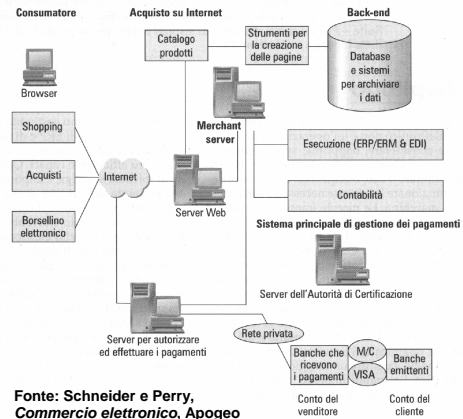 Consumatore
Acquisto su Internet
Back-end
Catalogo
prodotti
Strumenti per
la creazione
delle pagine
Database
e sistemi
per archiviare
i dati
Browser
Merchant
server
Shopping
Acquisti
Borsellino
elettronico
Internet
Server Web
Esecuzione (ERP/ERM & EDI)
Contabilità
Sistema principale di gestione dei pagamenti
Server dell'Autorità di Certificazione
Server per autorizzare
ed effettuare i pagamenti
Rete privata
Banche che
ricevono
i pagamenti
M/C
VISA
Banche
emittenti
Conto del
venditore
Conto del
cliente
Fonte: Schneider e Perry,
Commercio elettronico, Apogeo